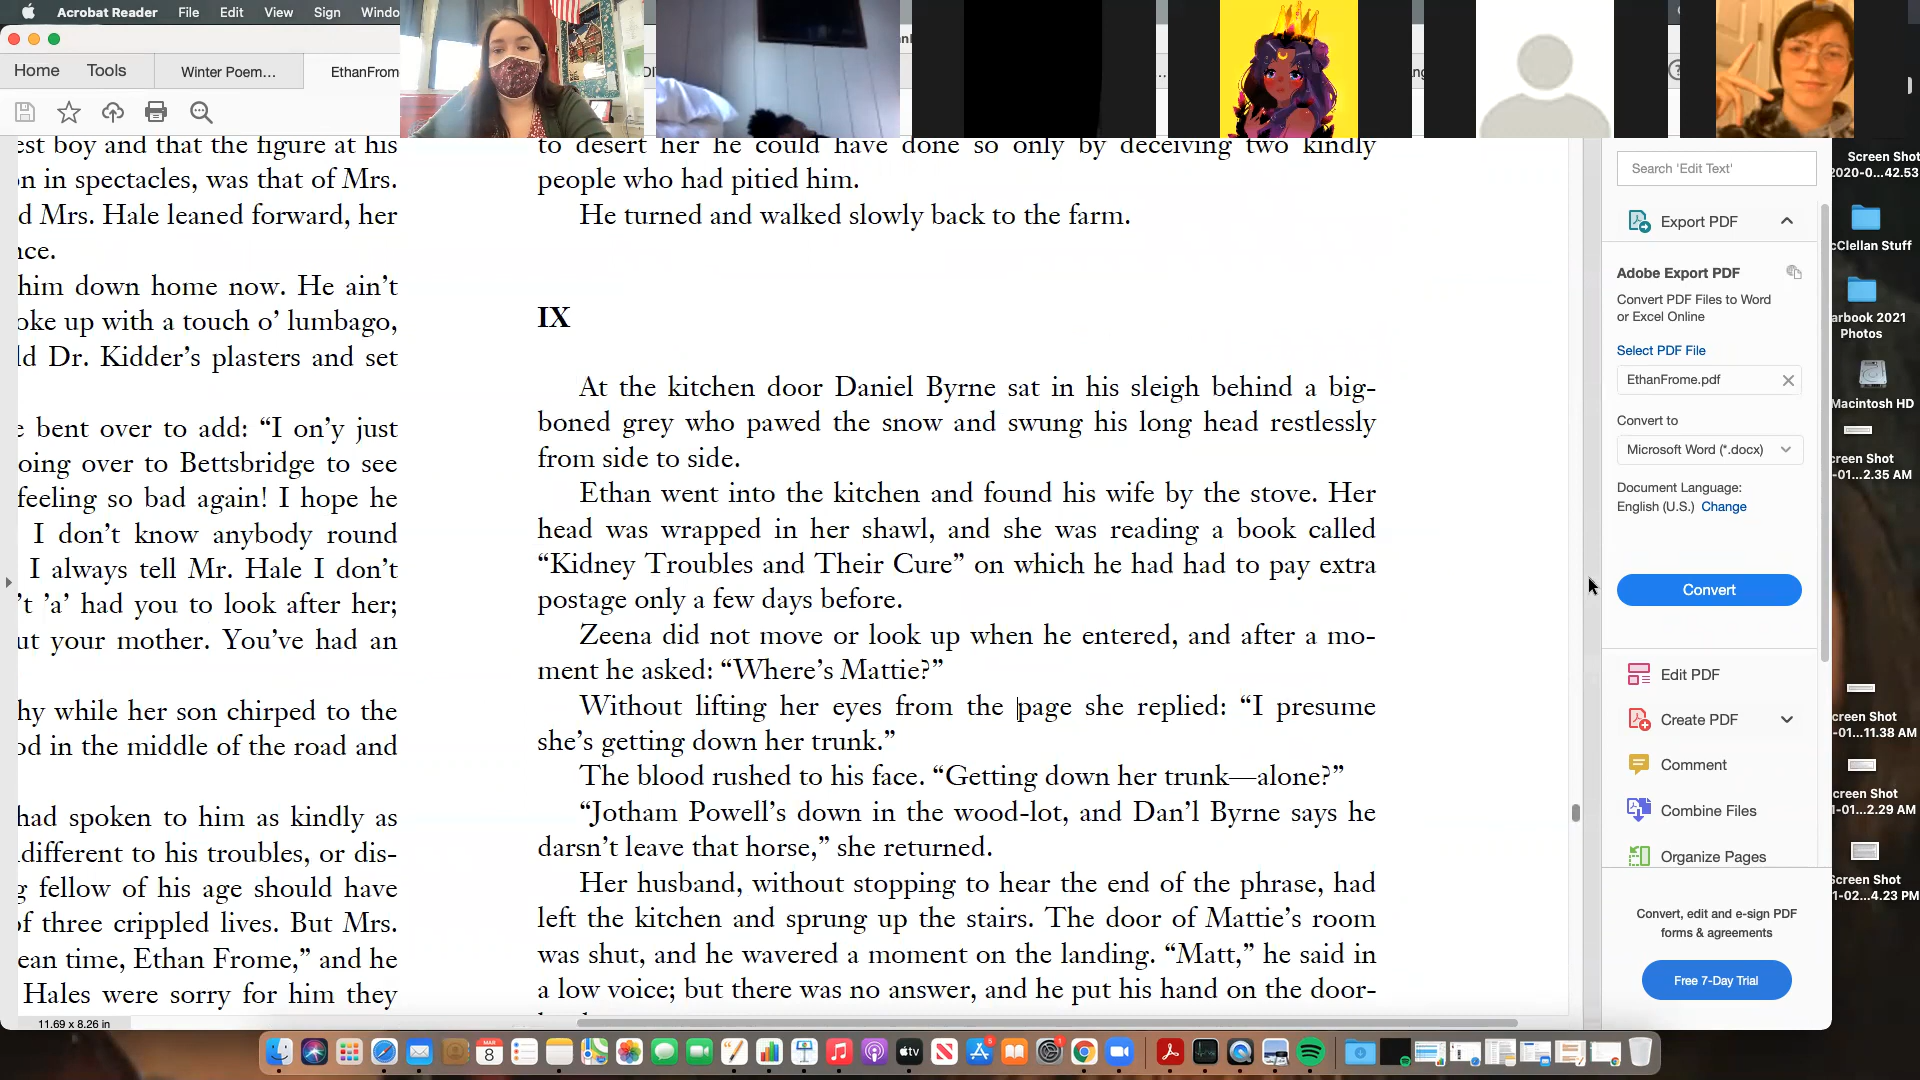 Acrobat Reader File Edit View Sign Windo
Home Tools Winter Poem... EthanFrom
est boy and that the figure at his
n in spectacles, was that of Mrs.
d Mrs. Hale leaned forward, her
nce.
him down home now. He ain't
oke up with a touch o' lumbago,
ld Dr. Kidder's plasters and set
e bent over to add: “I on'y just
oing over to Bettsbridge to see
feeling so bad again! I hope he
I don't know anybody round
I always tell Mr. Hale I don't
't 'a' had you to look after her;
ut your mother. You've had an
hy while her son chirped to the
od in the middle of the road and
had spoken to him as kindly as
different to his troubles, or dis-
g fellow of his age should have
of three crippled lives. But Mrs.
ean time, Ethan Frome,” and he
Hales were sorry for him they
11.69 x 8.26 in
to desert her he could have done so only by deceiving two kindly
people who had pitied him.
He turned and walked slowly back to the farm.
IX
At the kitchen door Daniel Byrne sat in his sleigh behind a big-
boned grey who pawed the snow and swung his long head restlessly
from side to side.
Ethan went into the kitchen and found his wife by the stove. Her
head was wrapped in her shawl, and she was reading a book called
“Kidney Troubles and Their Cure” on which he had had to pay extra
postage only a few days before.
Zeena did not move or look up when he entered, and after a mo-
ment he asked: “Where's Mattie?”
Without lifting her eyes from the page she replied: “I presume
she's getting down her trunk.”
The blood rushed to his face. “Getting down her trunk—alone?”
“Jotham Powell's down in the wood-lot, and Dan'l Byrne says he
darsn't leave that horse,” she returned.
Her husband, without stopping to hear the end of the phrase, had
left the kitchen and sprung up the stairs. The door of Mattie's room
was shut, and he wavered a moment on the landing. “Matt,” he said in
a low voice; but there was no answer, and he put his hand on the door-
Search 'Edit Text'
Export PDF
Adobe Export PDF
Convert PDF Files to Word
or Excel Online
Select PDF File
EthanFrome.pdf
Convert to
Microsoft Word (*.docx)
Document Language:
English (U.S.) Change
Convert
Edit PDF
Create PDF
Comment
Combine Files
Organize Pages
Convert, edit and e-sign PDF
forms & agreements
Free 7-Day Trial
Screen Shot
2020-0...42.53
cClellan Stuff
arbook 2021
Photos
Macintosh HD
creen Shot
-01...2.35 AM
creen Shot
-01...11.38 AM
creen Shot
1-01...2.29 AM
Screen Shot
1-02...4.23 PM
MAR
8